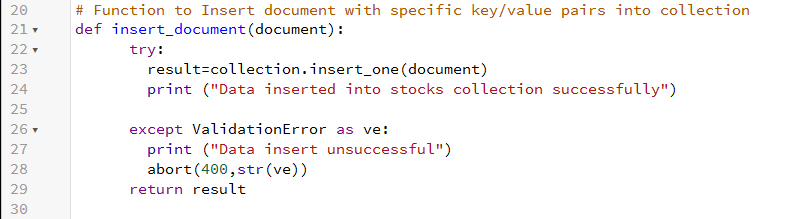 20 # Function to Insert document with specific key/value pairs into collection
21 def insert_document(document):
22 try:
23 result=collection.insert_one(document)
24 print ("Data inserted into stocks collection successfully")
25
26 except ValidationError as ve:
27 print ("Data insert unsuccessful")
28 abort(400,str(ve))
29 return result
30